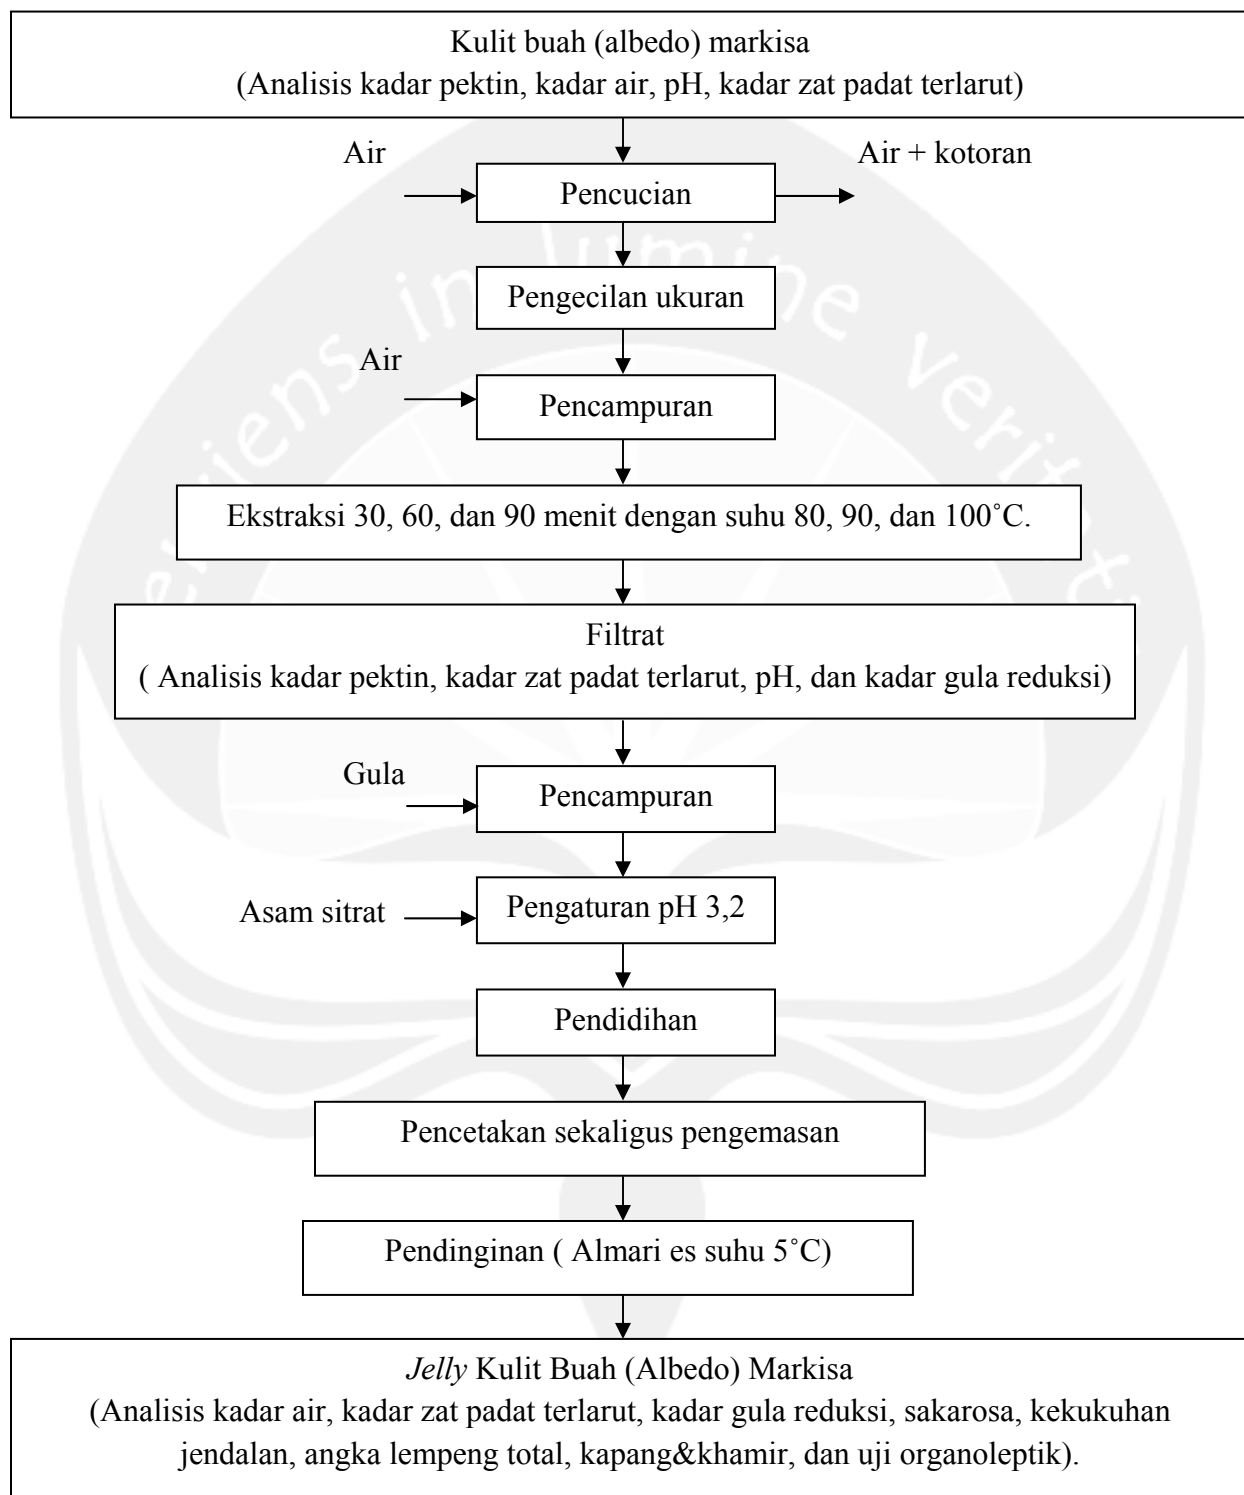 Kulit buah (albedo) markisa
(Analisis kadar pektin, kadar air, pH, kadar zat padat terlarut)
Air
Air + kotoran
Pencucian
Pengecilan ukuran
Air
Pencampuran
Ekstraksi 30, 60, dan 90 menit dengan suhu 80, 90, dan 100˚C.
Filtrat
( Analisis kadar pektin, kadar zat padat terlarut, pH, dan kadar gula reduksi)
Gula
Pencampuran
Asam sitrat
Pengaturan pH 3,2
Pendidihan
Pencetakan sekaligus pengemasan
Pendinginan ( Almari es suhu 5˚C)
Jelly Kulit Buah (Albedo) Markisa
(Analisis kadar air, kadar zat padat terlarut, kadar gula reduksi, sakarosa, kekukuhan
jendalan, angka lempeng total, kapang&khamir, dan uji organoleptik).
in lumine veritatis